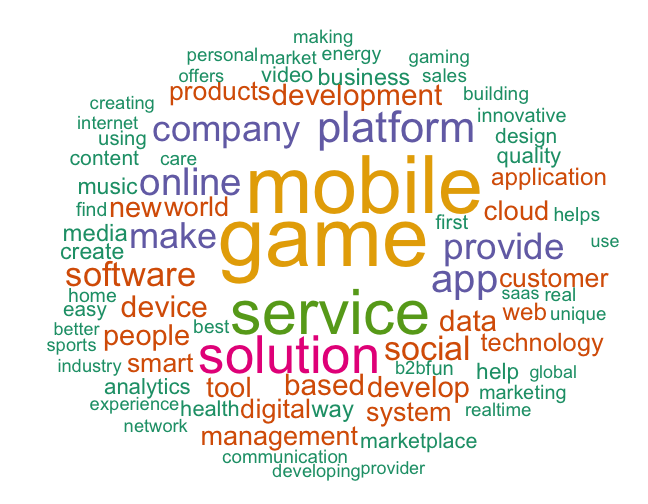 making
personal market energy gaming
offers video business sales
products development building
creating
internet company platform innovative
using design
content care quality
music online mobile application
find new world first cloud helps
media make game provide use
create
software app customer
home saas real
easy device service data web unique
better people best
sports solution social technology
industry smart b2b fun help global
analytics tool based develop marketing
experience health digital way system realtime
network
management marketplace
communication
developing provider